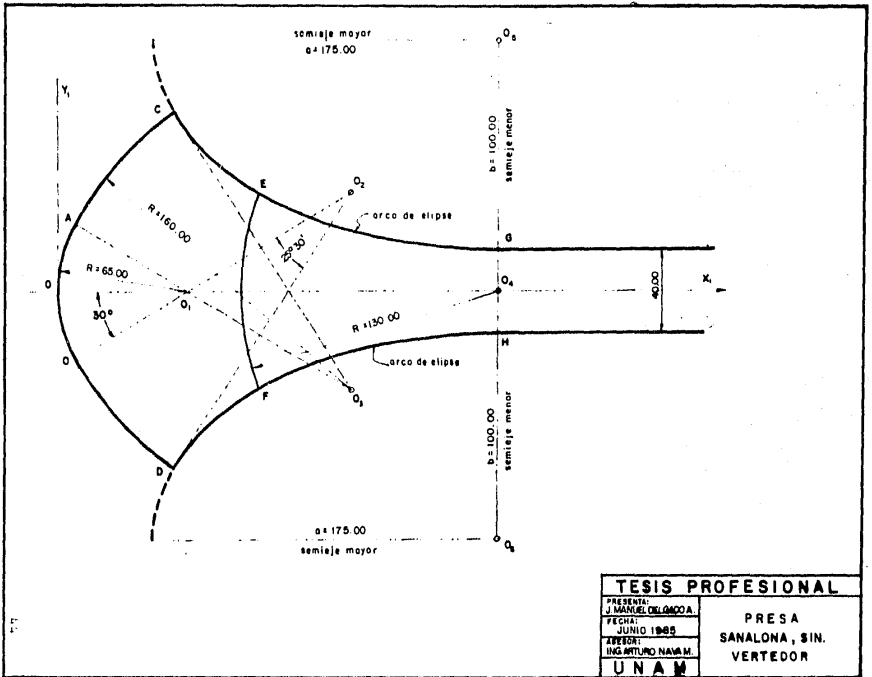 semieje mayor
a = 175.00
O₅
Y₁
C
b = 100.00
semieje menor
E
O₂
R = 160.00
arco de elipse
A
25°30'
G
R = 65.00
O
O₁
O₄
X₁
40.00
30°
R = 130.00
H
O
arco de elipse
F
O₃
b = 100.00
semieje menor
D
a = 175.00
semieje mayor
TESIS PROFESIONAL
PRESENTA:
J. MANUEL DELGADO A.
FECHA:
JUNIO 1985
ASESOR:
ING ARTURO NAVA M.
UNAM
PRESA
SANALONA, SIN.
VERTEDOR